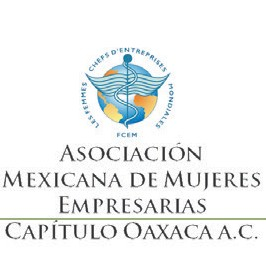 LES FEMMES CHEFS D'ENTREPRISES MONDIALES
FCEM
ASOCIACIÓN
MEXICANA DE MUJERES
EMPRESARIAS
CAPÍTULO OAXACA A.C.